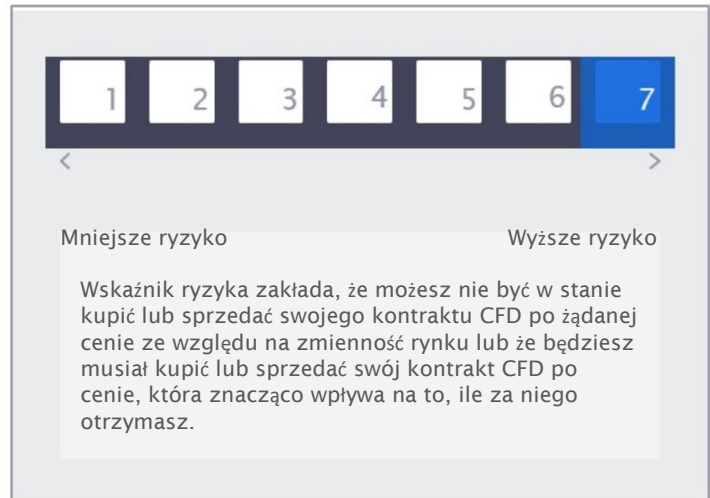 1 2 3 4 5 6 7
< >
Mniejsze ryzyko Wyższe ryzyko
Wskaźnik ryzyka zakłada, że możesz nie być w stanie
kupić lub sprzedać swojego kontraktu CFD po żądanej
cenie ze względu na zmienność rynku lub że będziesz
musiał kupić lub sprzedać swój kontrakt CFD po
cenie, która znacząco wpływa na to, ile za niego
otrzymasz.